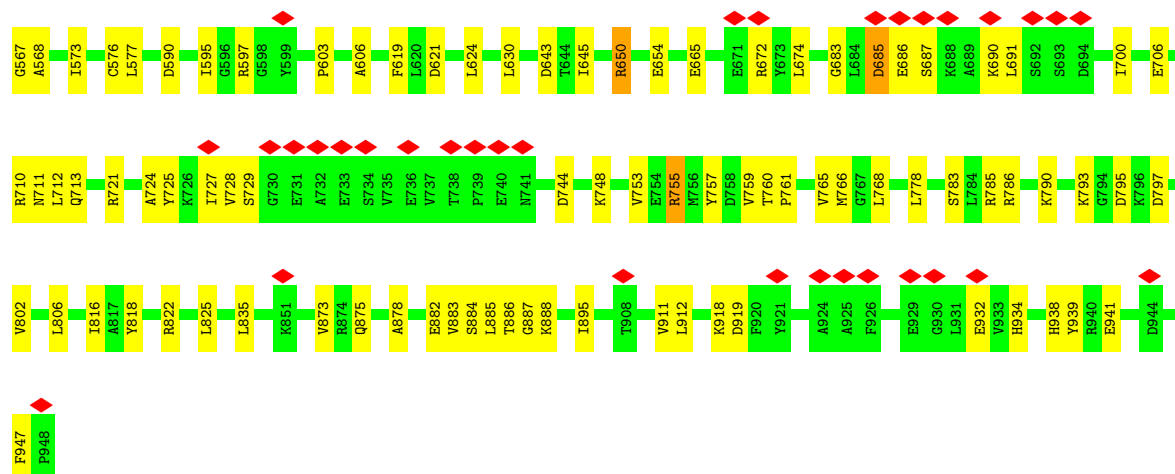 G567 A568 I573 C576 L577 D590 I595 G596 R597 G598 Y599 P603 A606 F619 L620 D621 L624 L630 D643 T644 I645 R650 E654 E665 E671 R672 Y673 L674 G683 L684 D685 E686 S687 K688 A689 K690 L691 S692 S693 D694 I700 E706
R710 N711 L712 Q713 R721 A724 Y725 K726 I727 V728 S729 G730 E731 A732 E733 S734 V735 E736 V737 T738 P739 E740 N741 D744 K748 V753 E754 R755 M756 Y757 D758 V759 T760 P761 V765 M766 G767 L768 L778 S783 L784 R785 R786 K790 K793 G794 D795 K796 D797
V802 L806 I816 A817 Y818 R822 L825 L835 K851 V873 R874 Q875 A878 E882 V883 S884 L885 T886 G887 K888 I895 T908 V911 L912 K918 D919 F920 Y921 A924 A925 F926 E929 G930 L931 E932 V933 H934 H938 Y939 R940 E941 D944
F947 P948